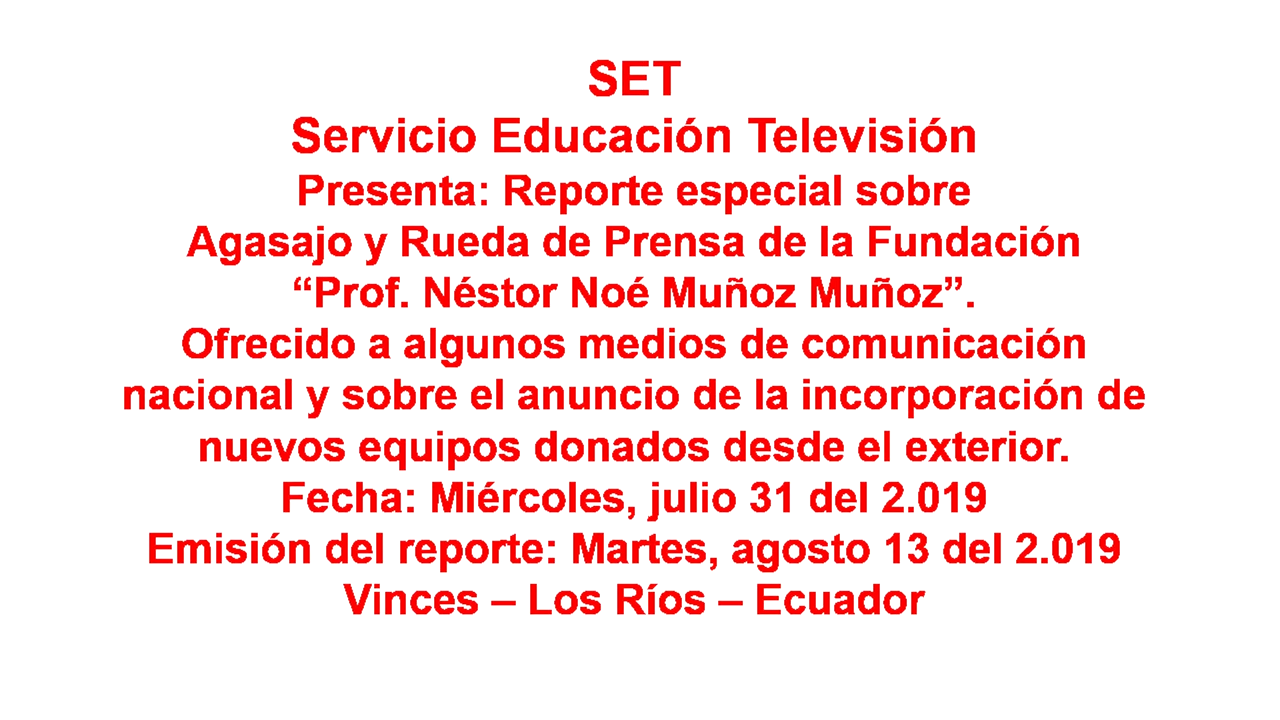 SET
Servicio Educación Televisión
Presenta: Reporte especial sobre
Agasajo y Rueda de Prensa de la Fundación
“Prof. Néstor Noé Muñoz Muñoz”.
Ofrecido a algunos medios de comunicación
nacional y sobre el anuncio de la incorporación de
nuevos equipos donados desde el exterior.
Fecha: Miércoles, julio 31 del 2.019
Emisión del reporte: Martes, agosto 13 del 2.019
Vinces – Los Ríos – Ecuador